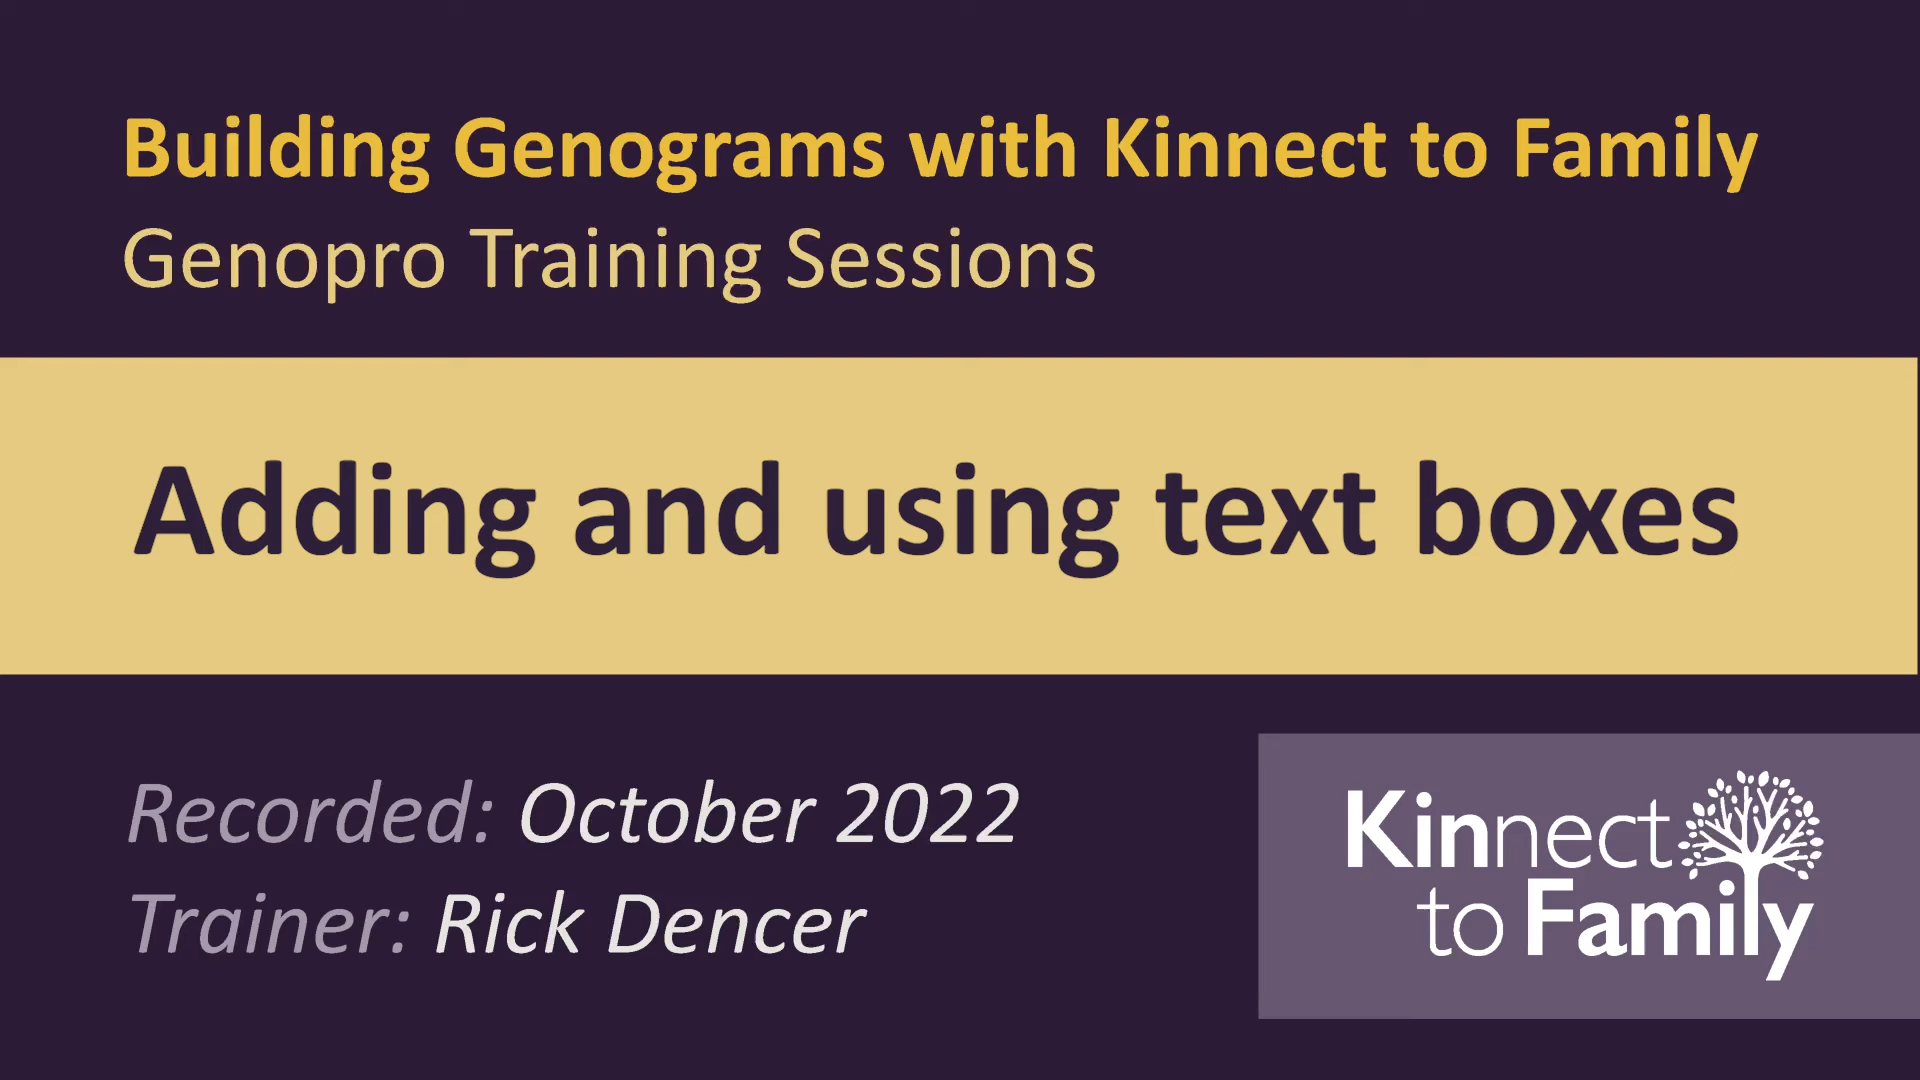 Building Genograms with Kinnect to Family
Genopro Training Sessions
Adding and using text boxes
Recorded: October 2022
Trainer: Rick Dencer
Kinnect
to Family